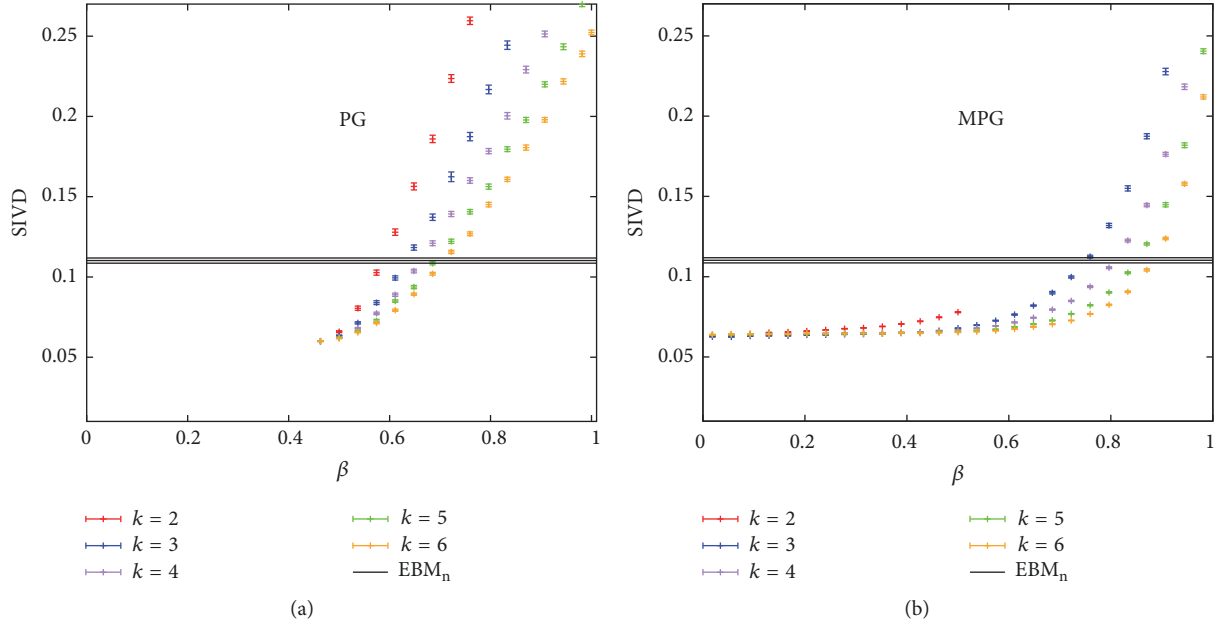 0.25
0.2
0.15
0.1
0.05
SIVD
PG
0
0.2
0.4
0.6
0.8
1
β
k = 2
k = 3
k = 4
k = 5
k = 6
EBMn
(a)
0.25
0.2
0.15
0.1
0.05
SIVD
MPG
0
0.2
0.4
0.6
0.8
1
β
k = 2
k = 3
k = 4
k = 5
k = 6
EBMn
(b)